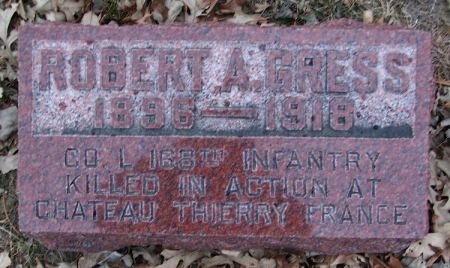 ROBERT A. GRESS
1896 — 1918
CO. L 168TH INFANTRY
KILLED IN ACTION AT
CHATEAU THIERRY FRANCE